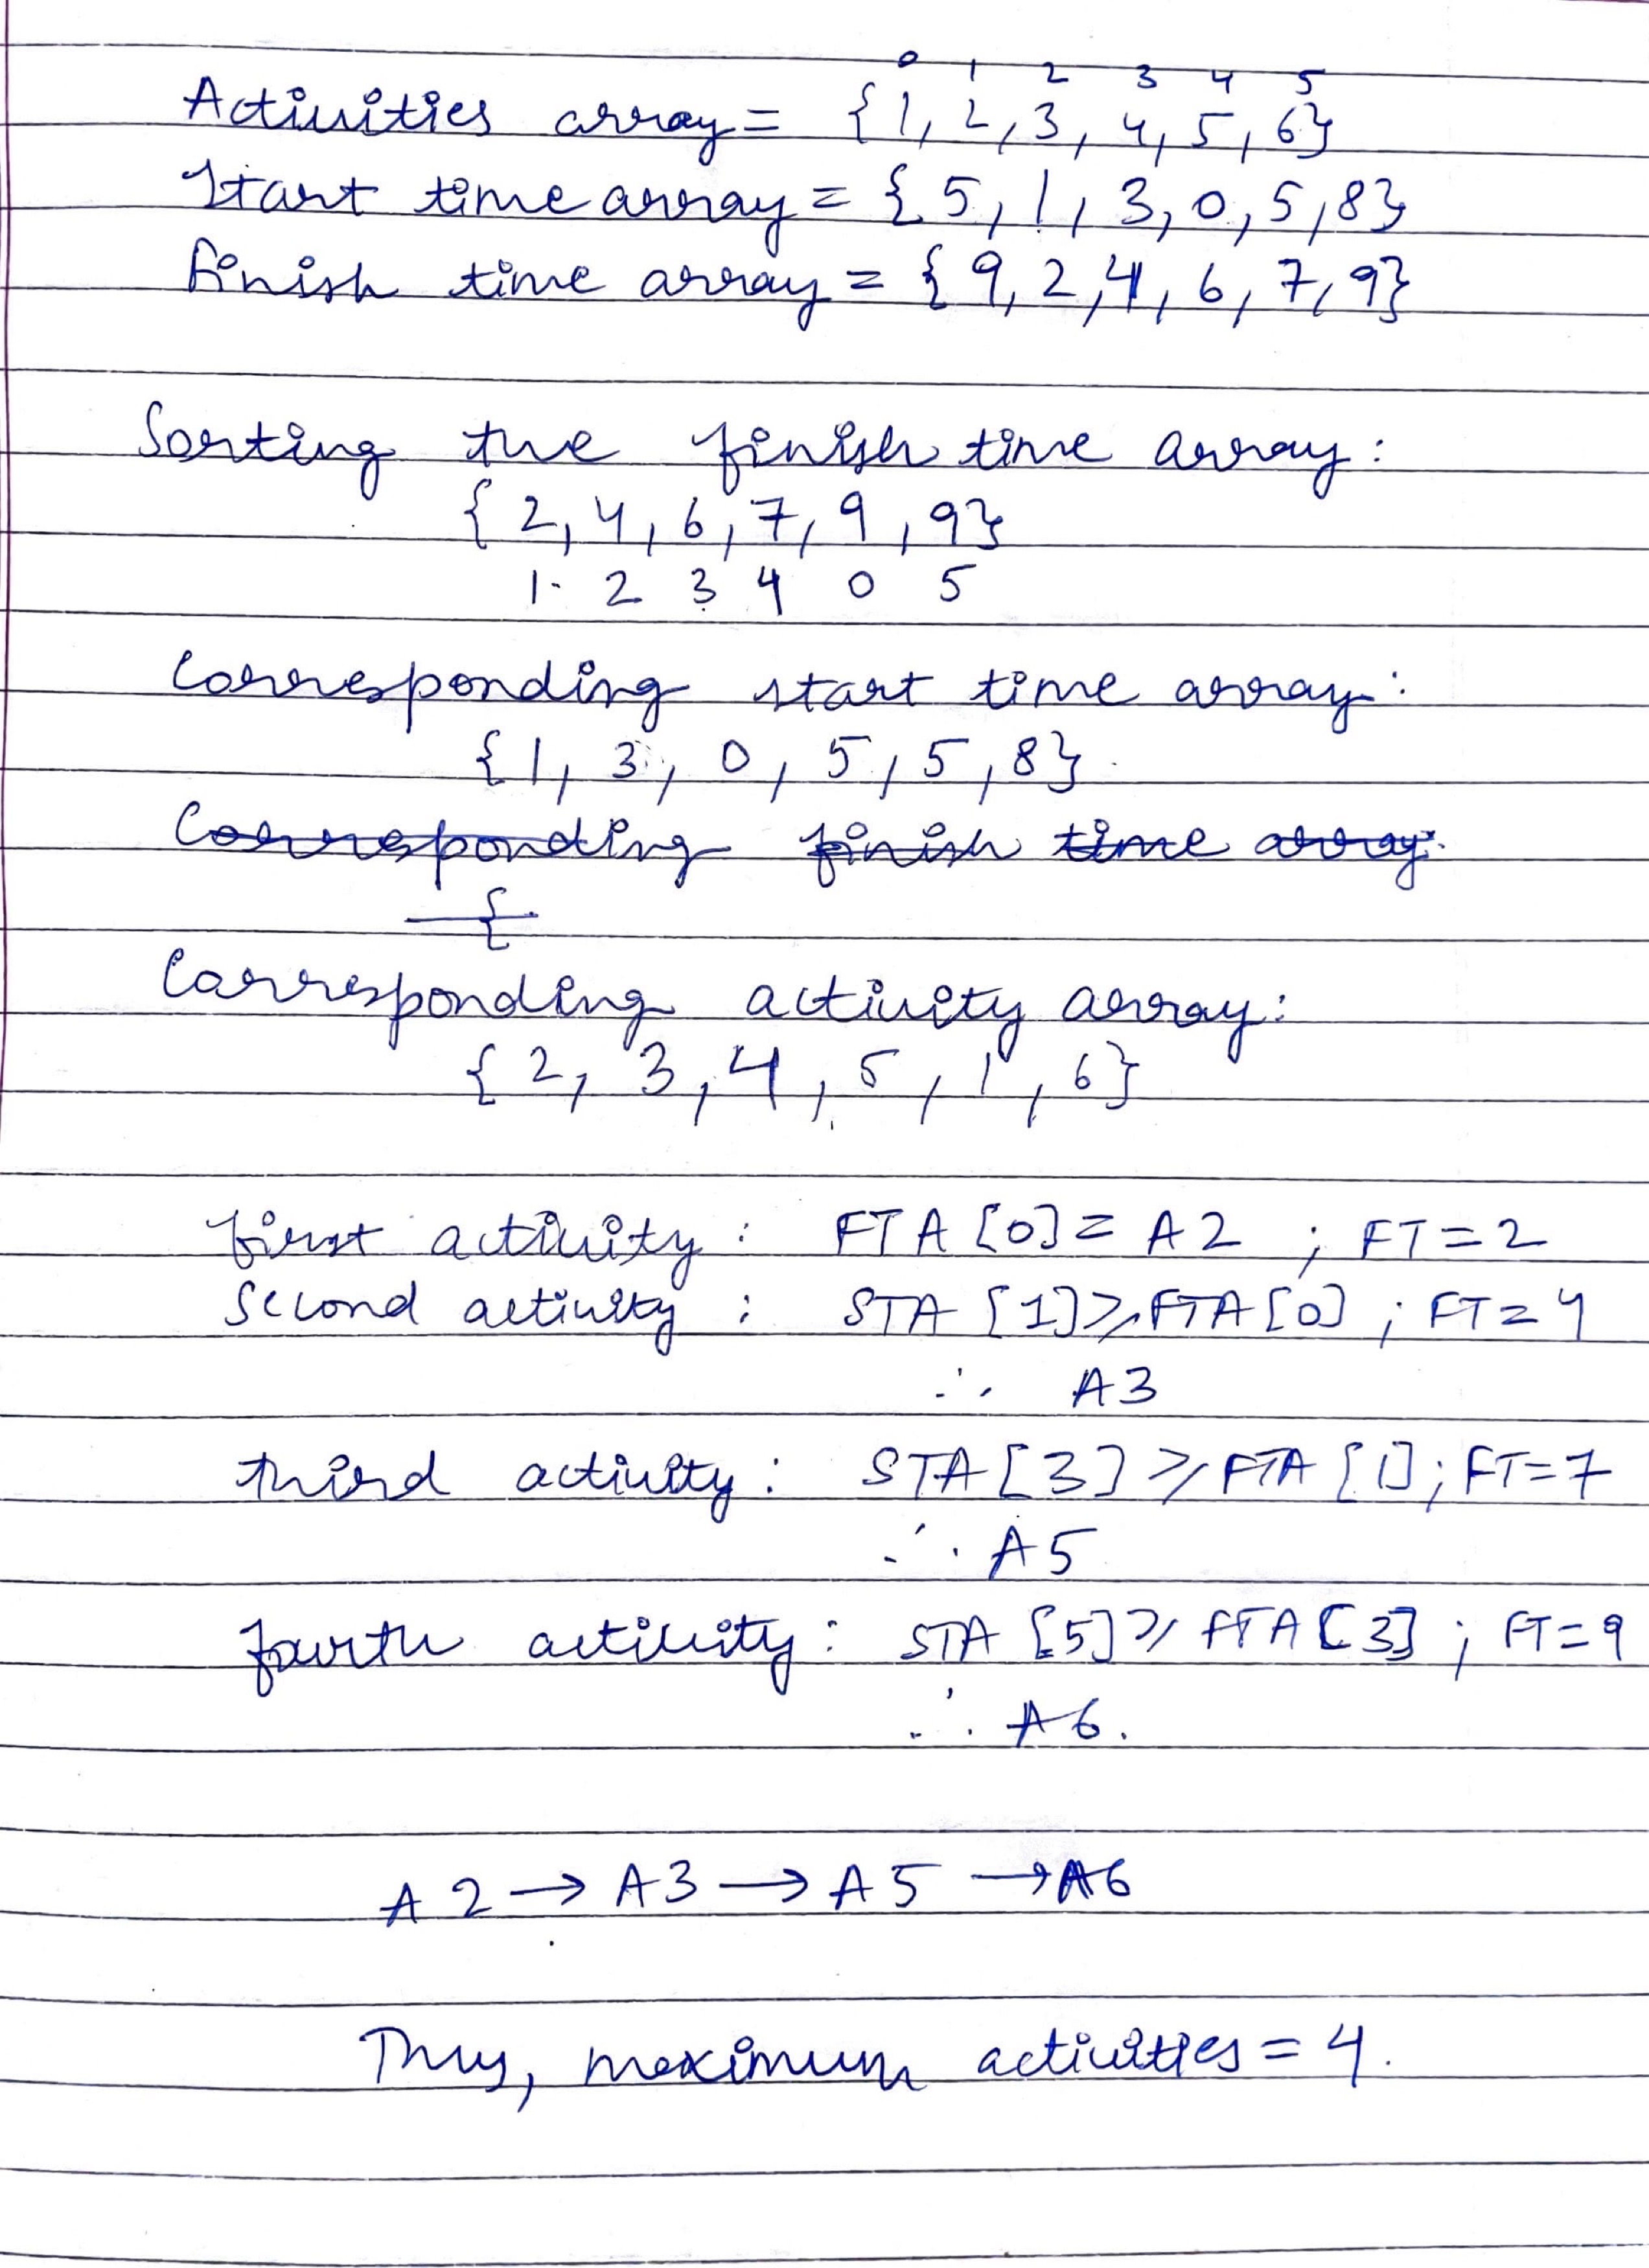 0 1 2 3 4 5
Activities array = {1, 2, 3, 4, 5, 6}
Start time array = {5, 1, 3, 0, 5, 8}
Finish time array = {9, 2, 4, 6, 7, 9}
Sorting the finish time array :
{2, 4, 6, 7, 9, 9}
1 2 3 4 0 5
Corresponding start time array :
{1, 3, 0, 5, 5, 8}
Corresponding finish time array
{
Corresponding activity array :
{2, 3, 4, 5, 1, 6}
First activity : FTA [0] = A2 ; FT = 2
Second activity : STA [1] ≥ FTA [0] ; FT = 4
∴ A3
third activity : STA [3] ≥ FTA [1] ; FT = 7
∴ A5
fourth activity : STA [5] ≥ FTA [3] ; FT = 9
∴ A6.
A2 → A3 → A5 → A6
Thus, maximum activities = 4.